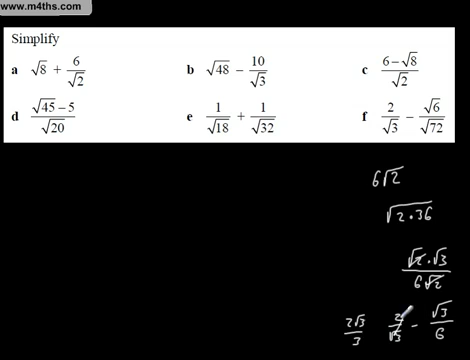 www.m4ths.com
Simplify
a √8 + 6/√2 b √48 − 10/√3 c (6−√8)/√2
d (√45 − 5)/√20 e 1/√18 + 1/√32 f 2/√3 − √6/√72
6√2
√(2·36)
(√2·√3)/(6√2)
2√3/3 2/√3 − √3/6